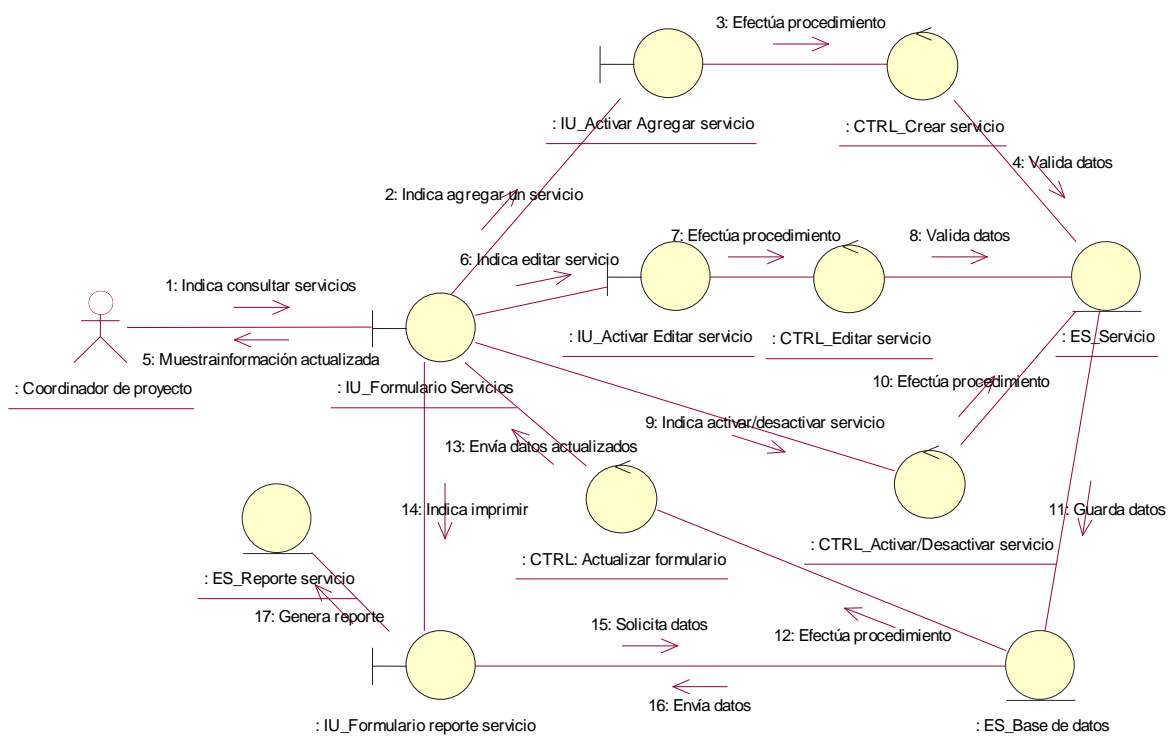 3: Efectúa procedimiento
: IU_Activar Agregar servicio
: CTRL_Crear servicio
4: Valida datos
2: Indica agregar un servicio
7: Efectúa procedimiento
8: Valida datos
6: Indica editar servicio
1: Indica consultar servicios
: IU_Activar Editar servicio
: CTRL_Editar servicio
: ES_Servicio
5: Muestrainformación actualizada
: Coordinador de proyecto
: IU_Formulario Servicios
10: Efectúa procedimiento
9: Indica activar/desactivar servicio
13: Envía datos actualizados
14: Indica imprimir
11: Guarda datos
: CTRL: Actualizar formulario
: CTRL_Activar/Desactivar servicio
: ES_Reporte servicio
17: Genera reporte
15: Solicita datos
12: Efectúa procedimiento
16: Envía datos
: IU_Formulario reporte servicio
: ES_Base de datos